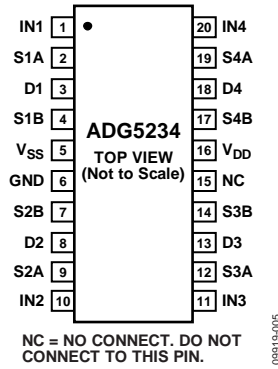 IN1 1 20 IN4
S1A 2 19 S4A
D1 3 18 D4
S1B 4 17 S4B
ADG5234
VSS 5 TOP VIEW 16 VDD
GND 6 (Not to Scale) 15 NC
S2B 7 14 S3B
D2 8 13 D3
S2A 9 12 S3A
IN2 10 11 IN3
NC = NO CONNECT. DO NOT
CONNECT TO THIS PIN.
09919-005